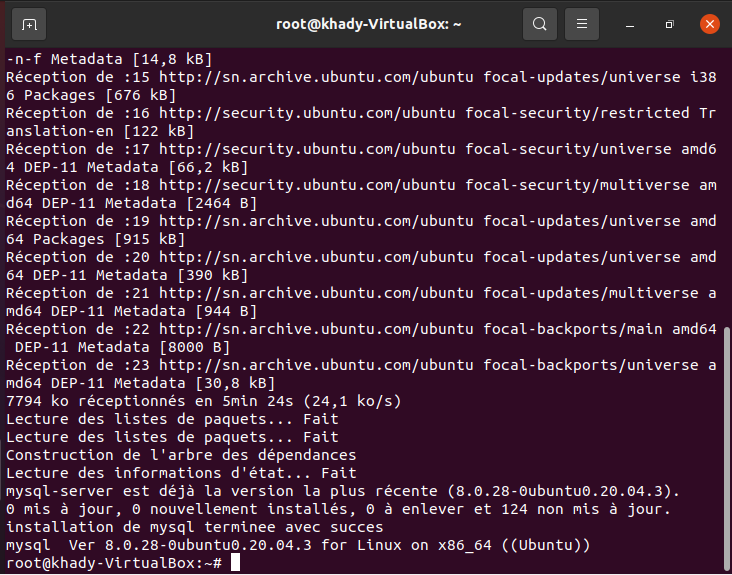 root@khady-VirtualBox: ~
-n-f Metadata [14,8 kB]
Réception de :15 http://sn.archive.ubuntu.com/ubuntu focal-updates/universe i38
6 Packages [676 kB]
Réception de :16 http://security.ubuntu.com/ubuntu focal-security/restricted Tr
anslation-en [122 kB]
Réception de :17 http://security.ubuntu.com/ubuntu focal-security/universe amd6
4 DEP-11 Metadata [66,2 kB]
Réception de :18 http://security.ubuntu.com/ubuntu focal-security/multiverse am
d64 DEP-11 Metadata [2464 B]
Réception de :19 http://sn.archive.ubuntu.com/ubuntu focal-updates/universe amd
64 Packages [915 kB]
Réception de :20 http://sn.archive.ubuntu.com/ubuntu focal-updates/universe amd
64 DEP-11 Metadata [390 kB]
Réception de :21 http://sn.archive.ubuntu.com/ubuntu focal-updates/multiverse a
md64 DEP-11 Metadata [944 B]
Réception de :22 http://sn.archive.ubuntu.com/ubuntu focal-backports/main amd64
 DEP-11 Metadata [8000 B]
Réception de :23 http://sn.archive.ubuntu.com/ubuntu focal-backports/universe a
md64 DEP-11 Metadata [30,8 kB]
7794 ko réceptionnés en 5min 24s (24,1 ko/s)
Lecture des listes de paquets... Fait
Lecture des listes de paquets... Fait
Construction de l'arbre des dépendances
Lecture des informations d'état... Fait
mysql-server est déjà la version la plus récente (8.0.28-0ubuntu0.20.04.3).
0 mis à jour, 0 nouvellement installés, 0 à enlever et 124 non mis à jour.
installation de mysql terminee avec succes
mysql  Ver 8.0.28-0ubuntu0.20.04.3 for Linux on x86_64 ((Ubuntu))
root@khady-VirtualBox:~#